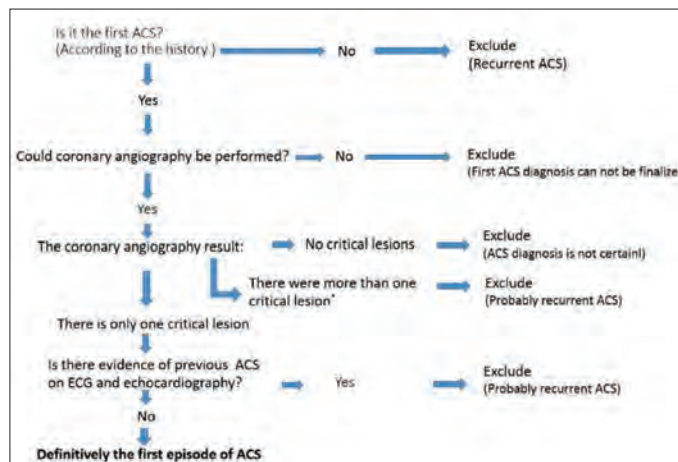 Is it the first ACS?
(According to the history )
No
Exclude
(Recurrent ACS)
Yes
Could coronary angiography be performed?
No
Exclude
(First ACS diagnosis can not be finalize
Yes
The coronary angiography result:
No critical lesions
Exclude
(ACS diagnosis is not certainl)
There were more than one
critical lesion*
Exclude
(Probably recurrent ACS)
There is only one critical lesion
Is there evidence of previous ACS
on ECG and echocardiography?
Yes
Exclude
(Probably recurrent ACS)
No
Definitively the first episode of ACS